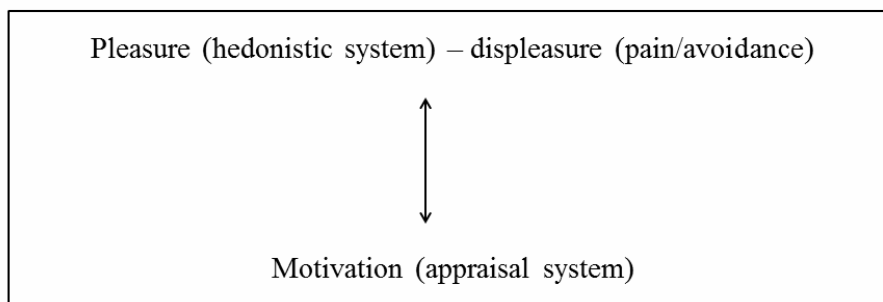 Pleasure (hedonistic system) – displeasure (pain/avoidance)
Motivation (appraisal system)